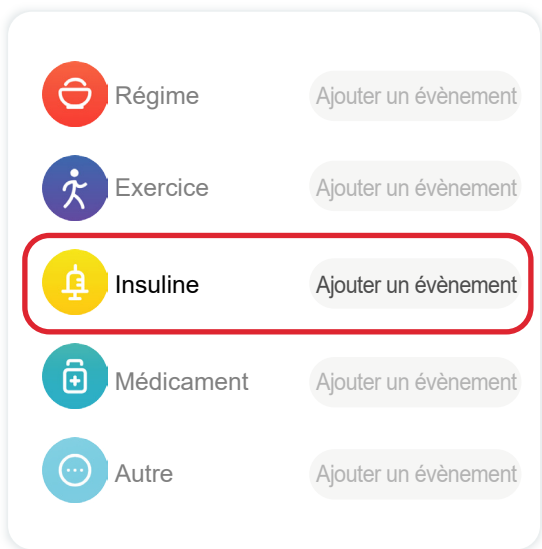 Régime Ajouter un évènement
Exercice Ajouter un évènement
Insuline Ajouter un évènement
Médicament Ajouter un évènement
Autre Ajouter un évènement